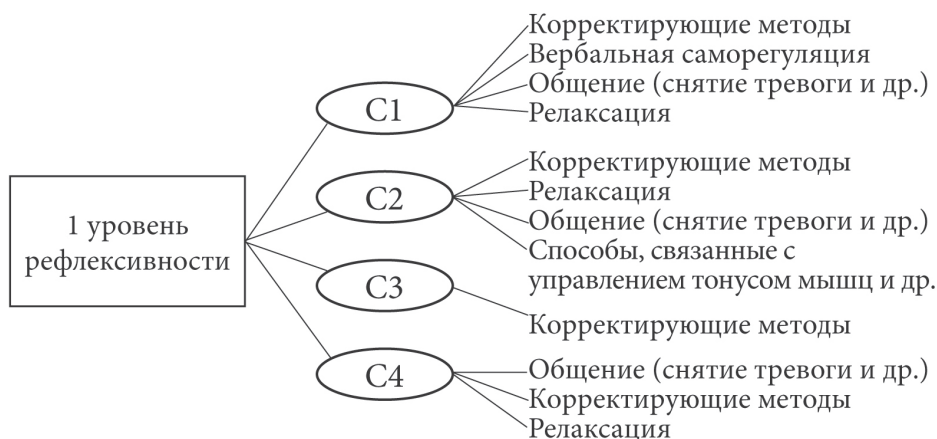 1 уровень
рефлексивности
С1
Корректирующие методы
Вербальная саморегуляция
Общение (снятие тревоги и др.)
Релаксация
С2
Корректирующие методы
Релаксация
Общение (снятие тревоги и др.)
Способы, связанные с
управлением тонусом мышц и др.
С3
Корректирующие методы
С4
Общение (снятие тревоги и др.)
Корректирующие методы
Релаксация